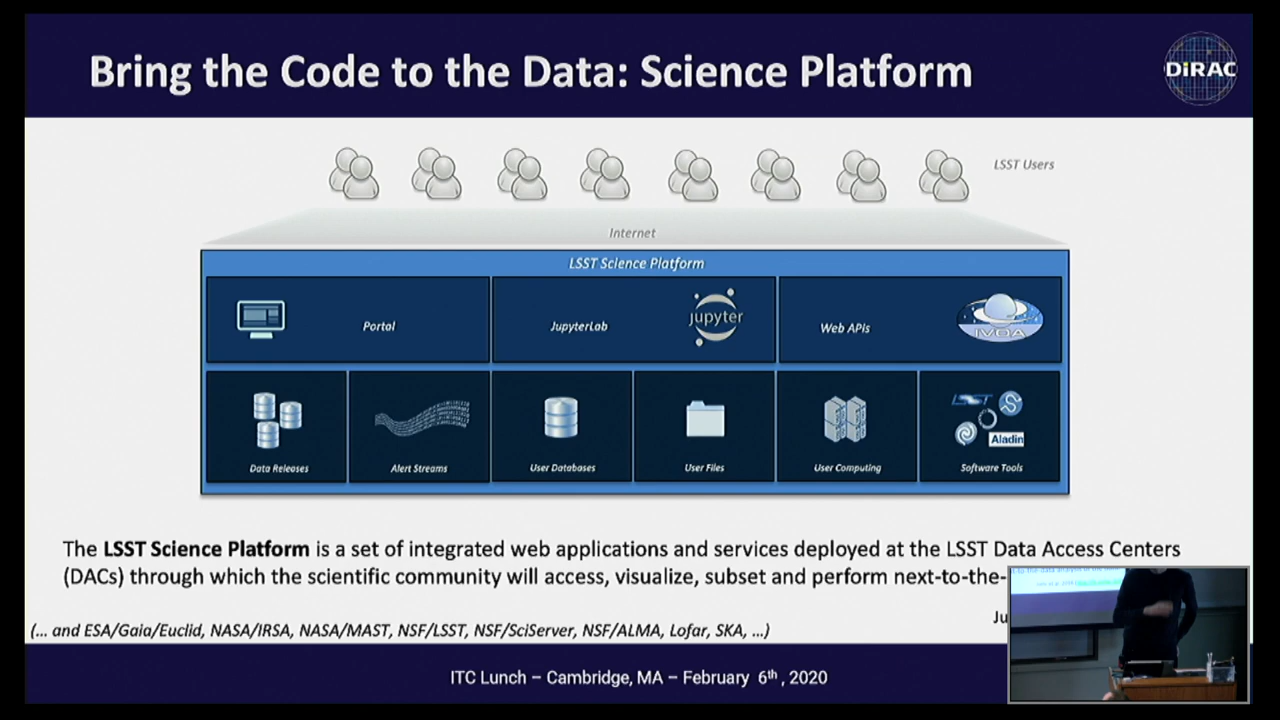 Bring the Code to the Data: Science Platform
DiRAC
LSST Users
Internet
LSST Science Platform
Portal
JupyterLab
jupyter
Web APIs
IVOA
Data Releases
Alert Streams
User Databases
User Files
User Computing
LSST
Aladin
Software Tools
The LSST Science Platform is a set of integrated web applications and services deployed at the LSST Data Access Centers
(DACs) through which the scientific community will access, visualize, subset and perform next-to-the-
Ju
(... and ESA/Gaia/Euclid, NASA/IRSA, NASA/MAST, NSF/LSST, NSF/SciServer, NSF/ALMA, Lofar, SKA, ...)
ITC Lunch – Cambridge, MA – February 6th, 2020